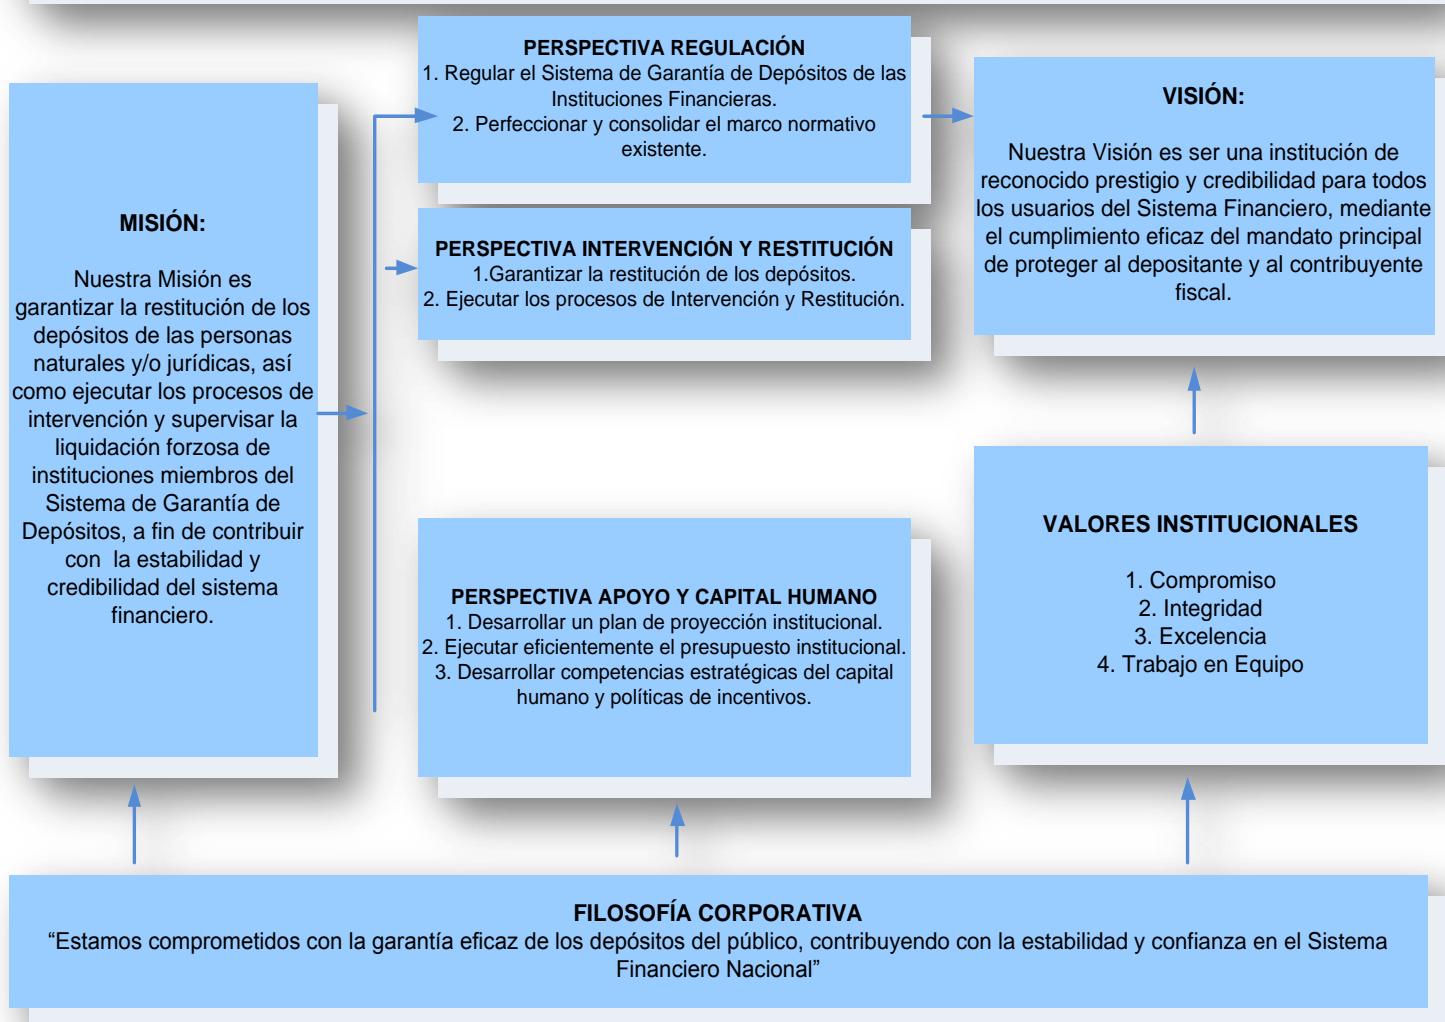 PERSPECTIVA REGULACIÓN
1. Regular el Sistema de Garantía de Depósitos de las
Instituciones Financieras.
2. Perfeccionar y consolidar el marco normativo
existente.
VISIÓN:
Nuestra Visión es ser una institución de
reconocido prestigio y credibilidad para todos
los usuarios del Sistema Financiero, mediante
el cumplimiento eficaz del mandato principal
de proteger al depositante y al contribuyente
fiscal.
MISIÓN:
Nuestra Misión es
garantizar la restitución de los
depósitos de las personas
naturales y/o jurídicas, así
como ejecutar los procesos de
intervención y supervisar la
liquidación forzosa de
instituciones miembros del
Sistema de Garantía de
Depósitos, a fin de contribuir
con  la estabilidad y
credibilidad del sistema
financiero.
PERSPECTIVA INTERVENCIÓN Y RESTITUCIÓN
1.Garantizar la restitución de los depósitos.
2. Ejecutar los procesos de Intervención y Restitución.
PERSPECTIVA APOYO Y CAPITAL HUMANO
1. Desarrollar un plan de proyección institucional.
2. Ejecutar eficientemente el presupuesto institucional.
3. Desarrollar competencias estratégicas del capital
humano y políticas de incentivos.
VALORES INSTITUCIONALES
1. Compromiso
2. Integridad
3. Excelencia
4. Trabajo en Equipo
FILOSOFÍA CORPORATIVA
“Estamos comprometidos con la garantía eficaz de los depósitos del público, contribuyendo con la estabilidad y confianza en el Sistema
Financiero Nacional”